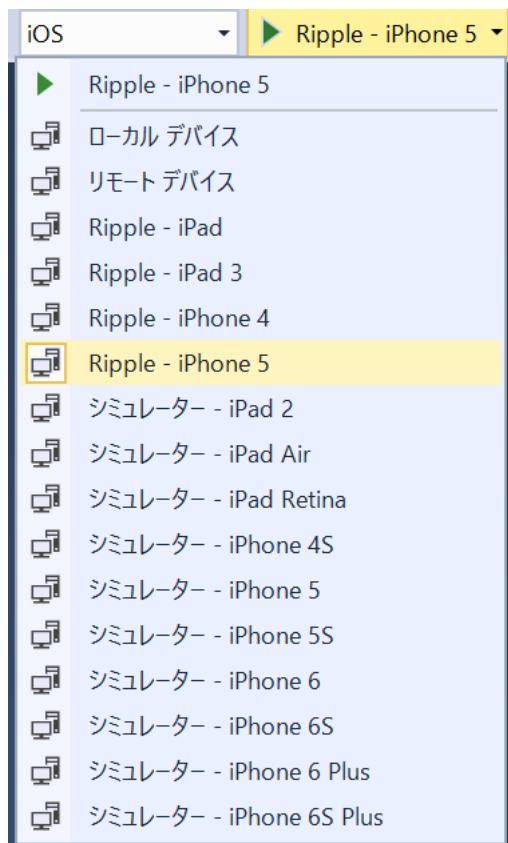 iOS Ripple - iPhone 5
Ripple - iPhone 5
ローカル デバイス
リモート デバイス
Ripple - iPad
Ripple - iPad 3
Ripple - iPhone 4
Ripple - iPhone 5
シミュレーター - iPad 2
シミュレーター - iPad Air
シミュレーター - iPad Retina
シミュレーター - iPhone 4S
シミュレーター - iPhone 5
シミュレーター - iPhone 5S
シミュレーター - iPhone 6
シミュレーター - iPhone 6S
シミュレーター - iPhone 6 Plus
シミュレーター - iPhone 6S Plus